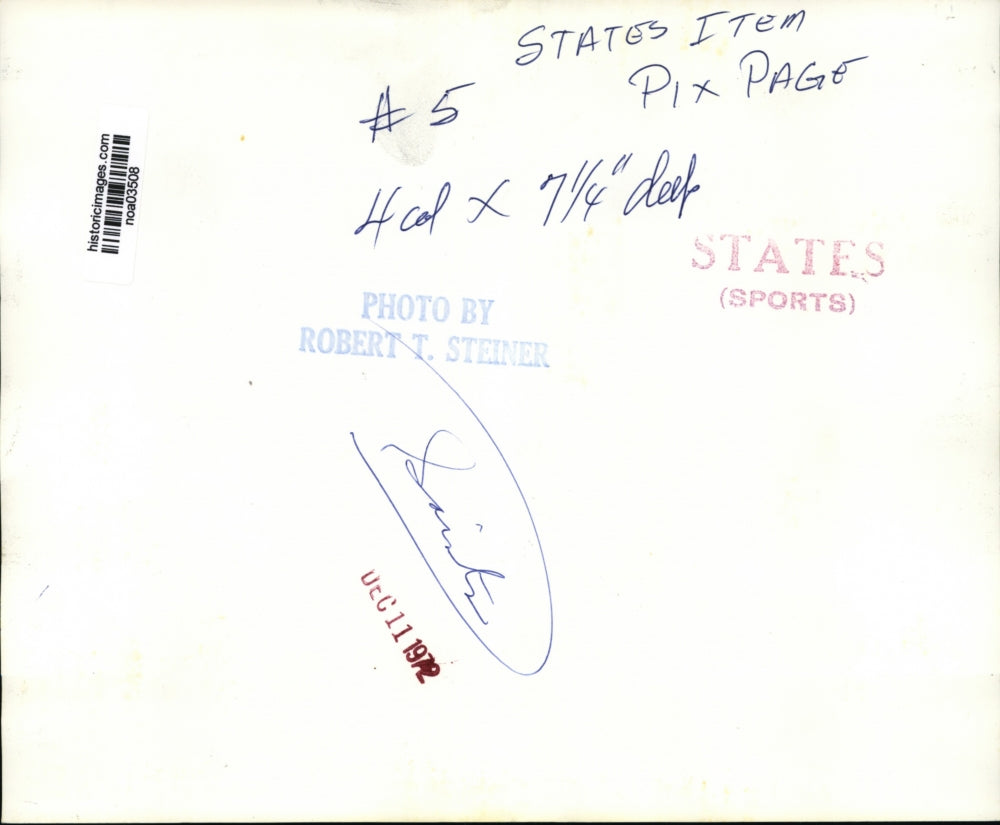 STATES ITEM
PIX PAGE
# 5
4 col x 7 1/4" deep
historicimages.com
noa03508
STATES
(SPORTS)
PHOTO BY
ROBERT T. STEINER
Saints
DEC 11 1972